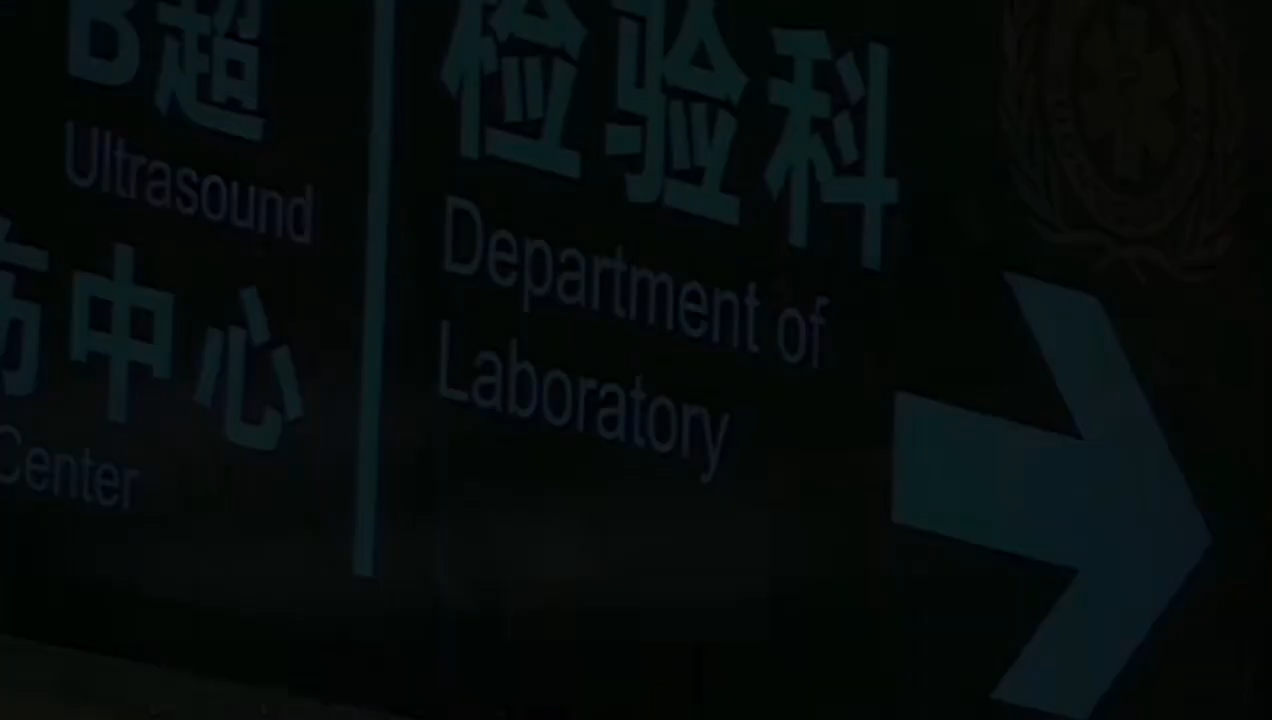 B超
Ultrasound
中心
Center
检验科
Department of
Laboratory